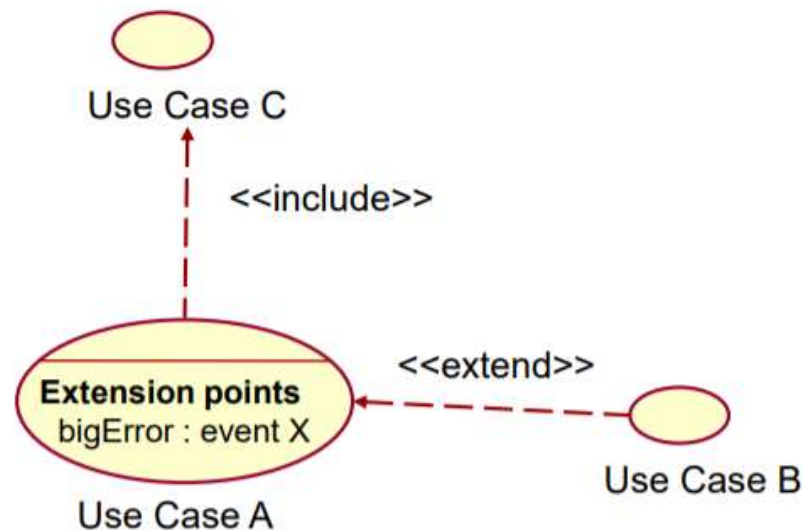 Use Case C
<<include>>
<<extend>>
Extension points
bigError : event X
Use Case B
Use Case A